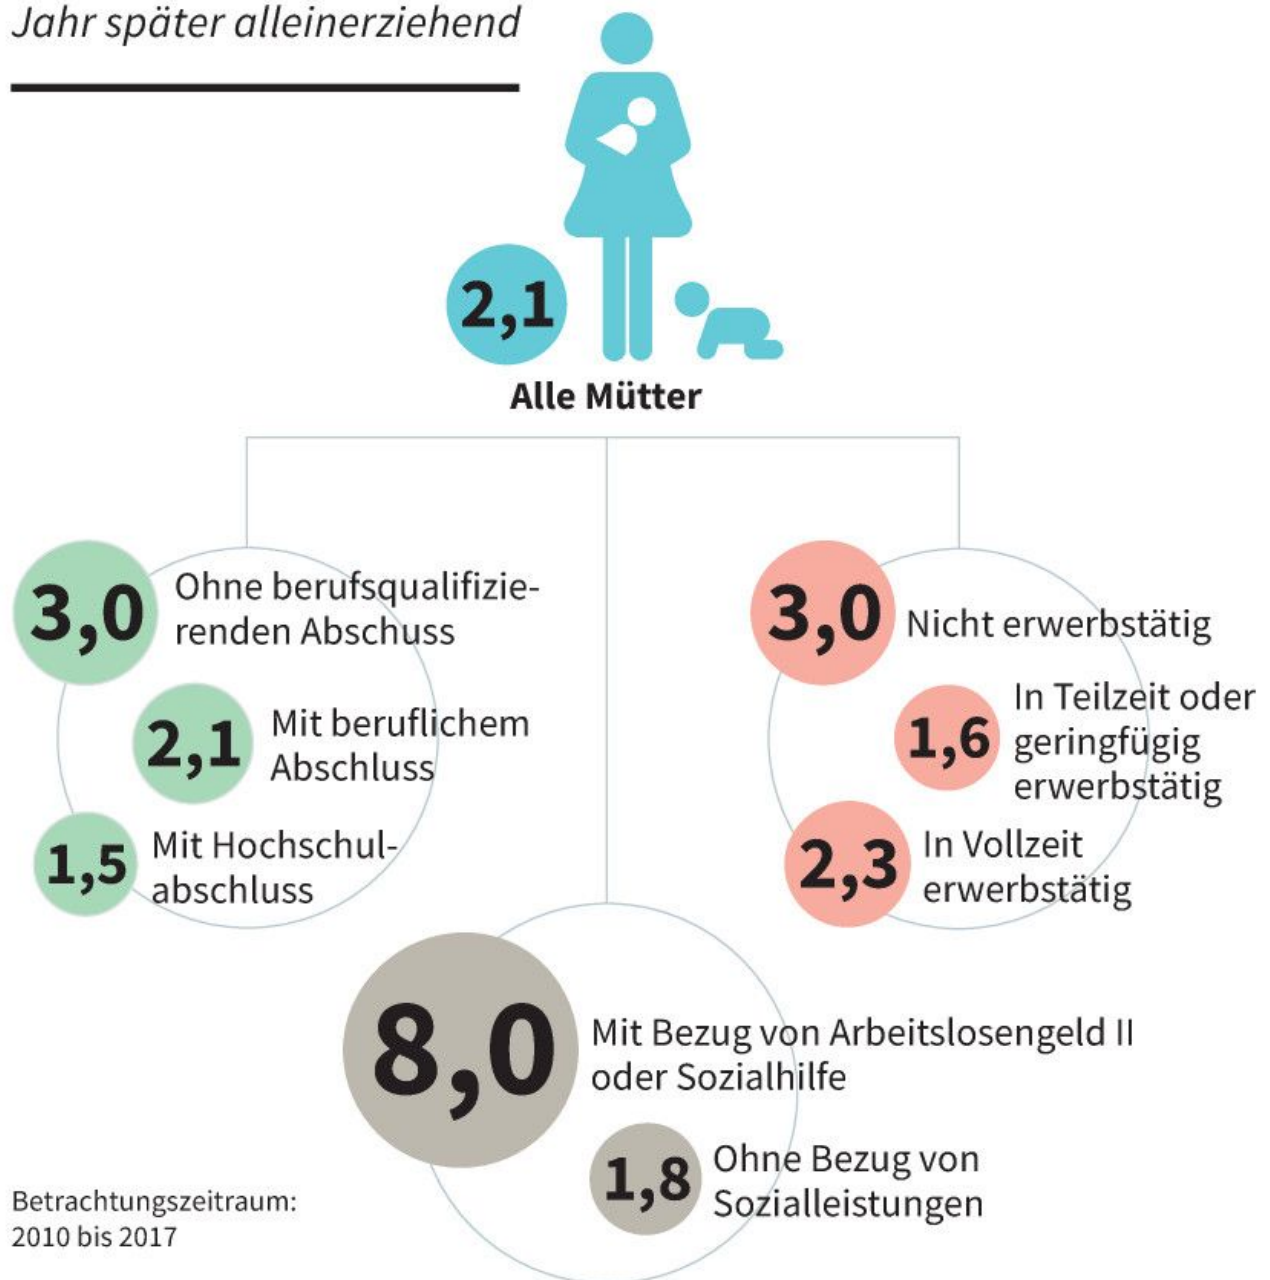 Jahr später alleinerziehend
2,1
Alle Mütter
3,0
Ohne berufsqualifizie-
renden Abschuss
2,1
Mit beruflichem
Abschluss
1,5
Mit Hochschul-
abschluss
3,0
Nicht erwerbstätig
1,6
In Teilzeit oder
geringfügig
erwerbstätig
2,3
In Vollzeit
erwerbstätig
8,0
Mit Bezug von Arbeitslosengeld II
oder Sozialhilfe
1,8
Ohne Bezug von
Sozialleistungen
Betrachtungszeitraum:
2010 bis 2017